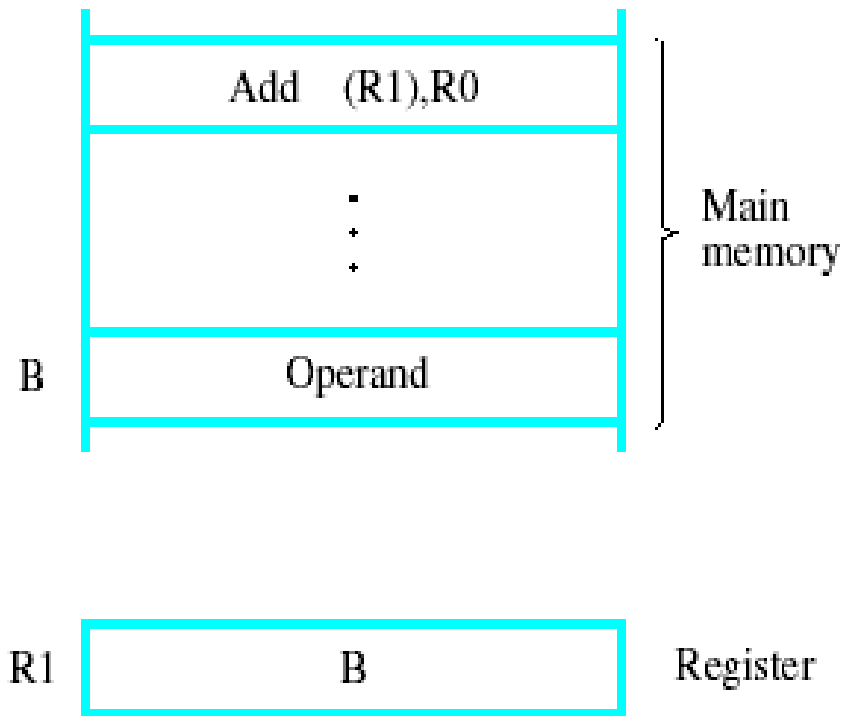 Add (R1),R0
Main
memory
B
Operand
R1
B
Register